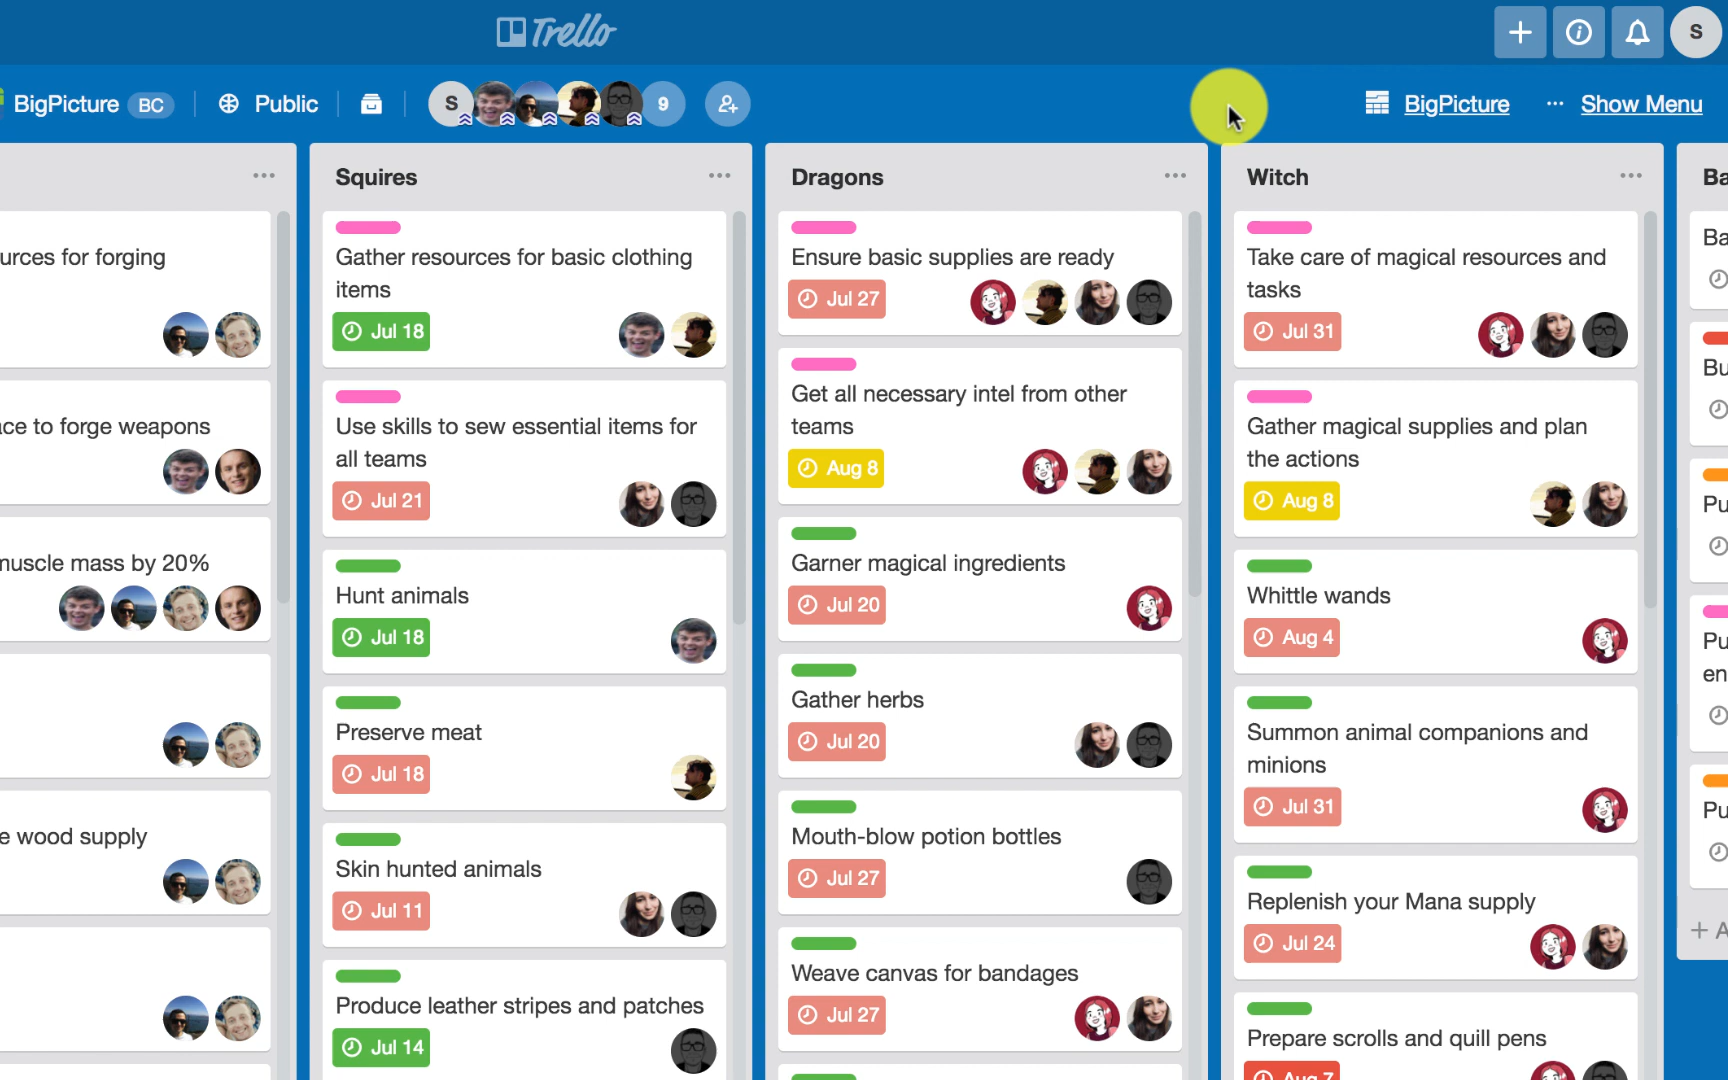 Trello
S
BigPicture BC
Public
S
9
BigPicture
... Show Menu
urces for forging
ace to forge weapons
muscle mass by 20%
e wood supply
Squires
Gather resources for basic clothing
items
Jul 18
Use skills to sew essential items for
all teams
Jul 21
Hunt animals
Jul 18
Preserve meat
Jul 18
Skin hunted animals
Jul 11
Produce leather stripes and patches
Jul 14
Dragons
Ensure basic supplies are ready
Jul 27
Get all necessary intel from other
teams
Aug 8
Garner magical ingredients
Jul 20
Gather herbs
Jul 20
Mouth-blow potion bottles
Jul 27
Weave canvas for bandages
Jul 27
Witch
Take care of magical resources and
tasks
Jul 31
Gather magical supplies and plan
the actions
Aug 8
Whittle wands
Aug 4
Summon animal companions and
minions
Jul 31
Replenish your Mana supply
Jul 24
Prepare scrolls and quill pens
Aug 7
Ba
Ba
Bu
Pu
Pu
en
Pu
+ A